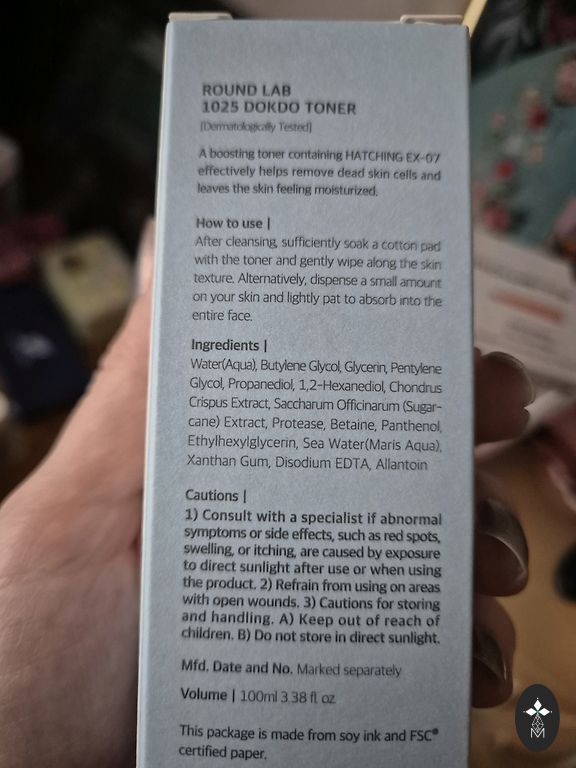 ROUND LAB
1025 DOKDO TONER
[Dermatologically Tested]
A boosting toner containing HATCHING EX-07
effectively helps remove dead skin cells and
leaves the skin feeling moisturized.
How to use |
After cleansing, sufficiently soak a cotton pad
with the toner and gently wipe along the skin
texture. Alternatively, dispense a small amount
on your skin and lightly pat to absorb into the
entire face.
Ingredients |
Water(Aqua), Butylene Glycol, Glycerin, Pentylene
Glycol, Propanediol, 1,2-Hexanediol, Chondrus
Crispus Extract, Saccharum Officinarum (Sugar-
cane) Extract, Protease, Betaine, Panthenol,
Ethylhexylglycerin, Sea Water(Maris Aqua),
Xanthan Gum, Disodium EDTA, Allantoin
Cautions |
1) Consult with a specialist if abnormal
symptoms or side effects, such as red spots,
swelling, or itching, are caused by exposure
to direct sunlight after use or when using
the product. 2) Refrain from using on areas
with open wounds. 3) Cautions for storing
and handling. A) Keep out of reach of
children. B) Do not store in direct sunlight.
Mfd. Date and No. Marked separately
Volume | 100ml 3.38 fl. oz
This package is made from soy ink and FSC®
certified paper.